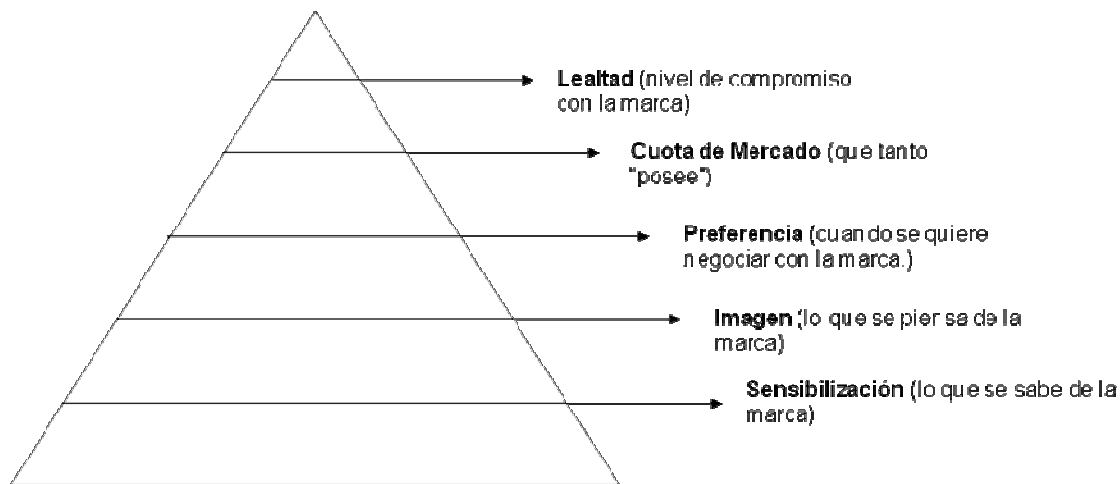 Lealtad (nivel de compromiso
con la marca)
Cuota de Mercado (que tanto
"posee")
Preferencia (cuando se quiere
negociar con la marca.)
Imagen (lo que se piensa de la
marca)
Sensibilización (lo que se sabe de la
marca)